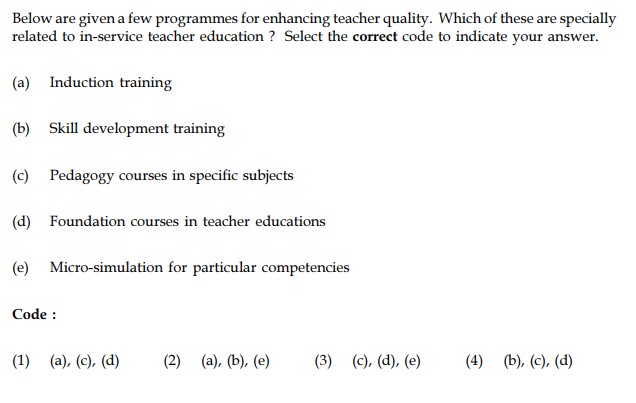 Below are given a few programmes for enhancing teacher quality. Which of these are specially
related to in-service teacher education ? Select the correct code to indicate your answer.
(a) Induction training
(b) Skill development training
(c) Pedagogy courses in specific subjects
(d) Foundation courses in teacher educations
(e) Micro-simulation for particular competencies
Code :
(1) (a), (c), (d) (2) (a), (b), (e) (3) (c), (d), (e) (4) (b), (c), (d)